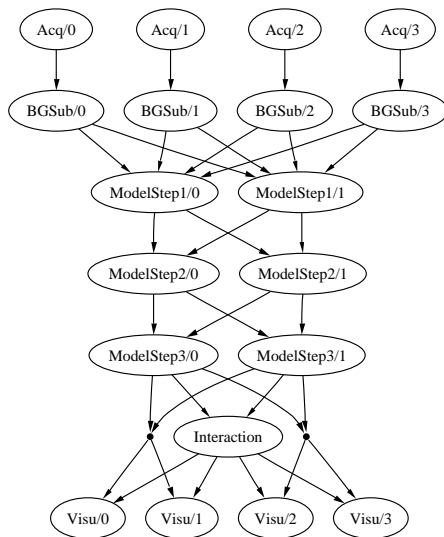 Acq/0 Acq/1 Acq/2 Acq/3
BGSub/0 BGSub/1 BGSub/2 BGSub/3
ModelStep1/0 ModelStep1/1
ModelStep2/0 ModelStep2/1
ModelStep3/0 ModelStep3/1
Interaction
Visu/0 Visu/1 Visu/2 Visu/3